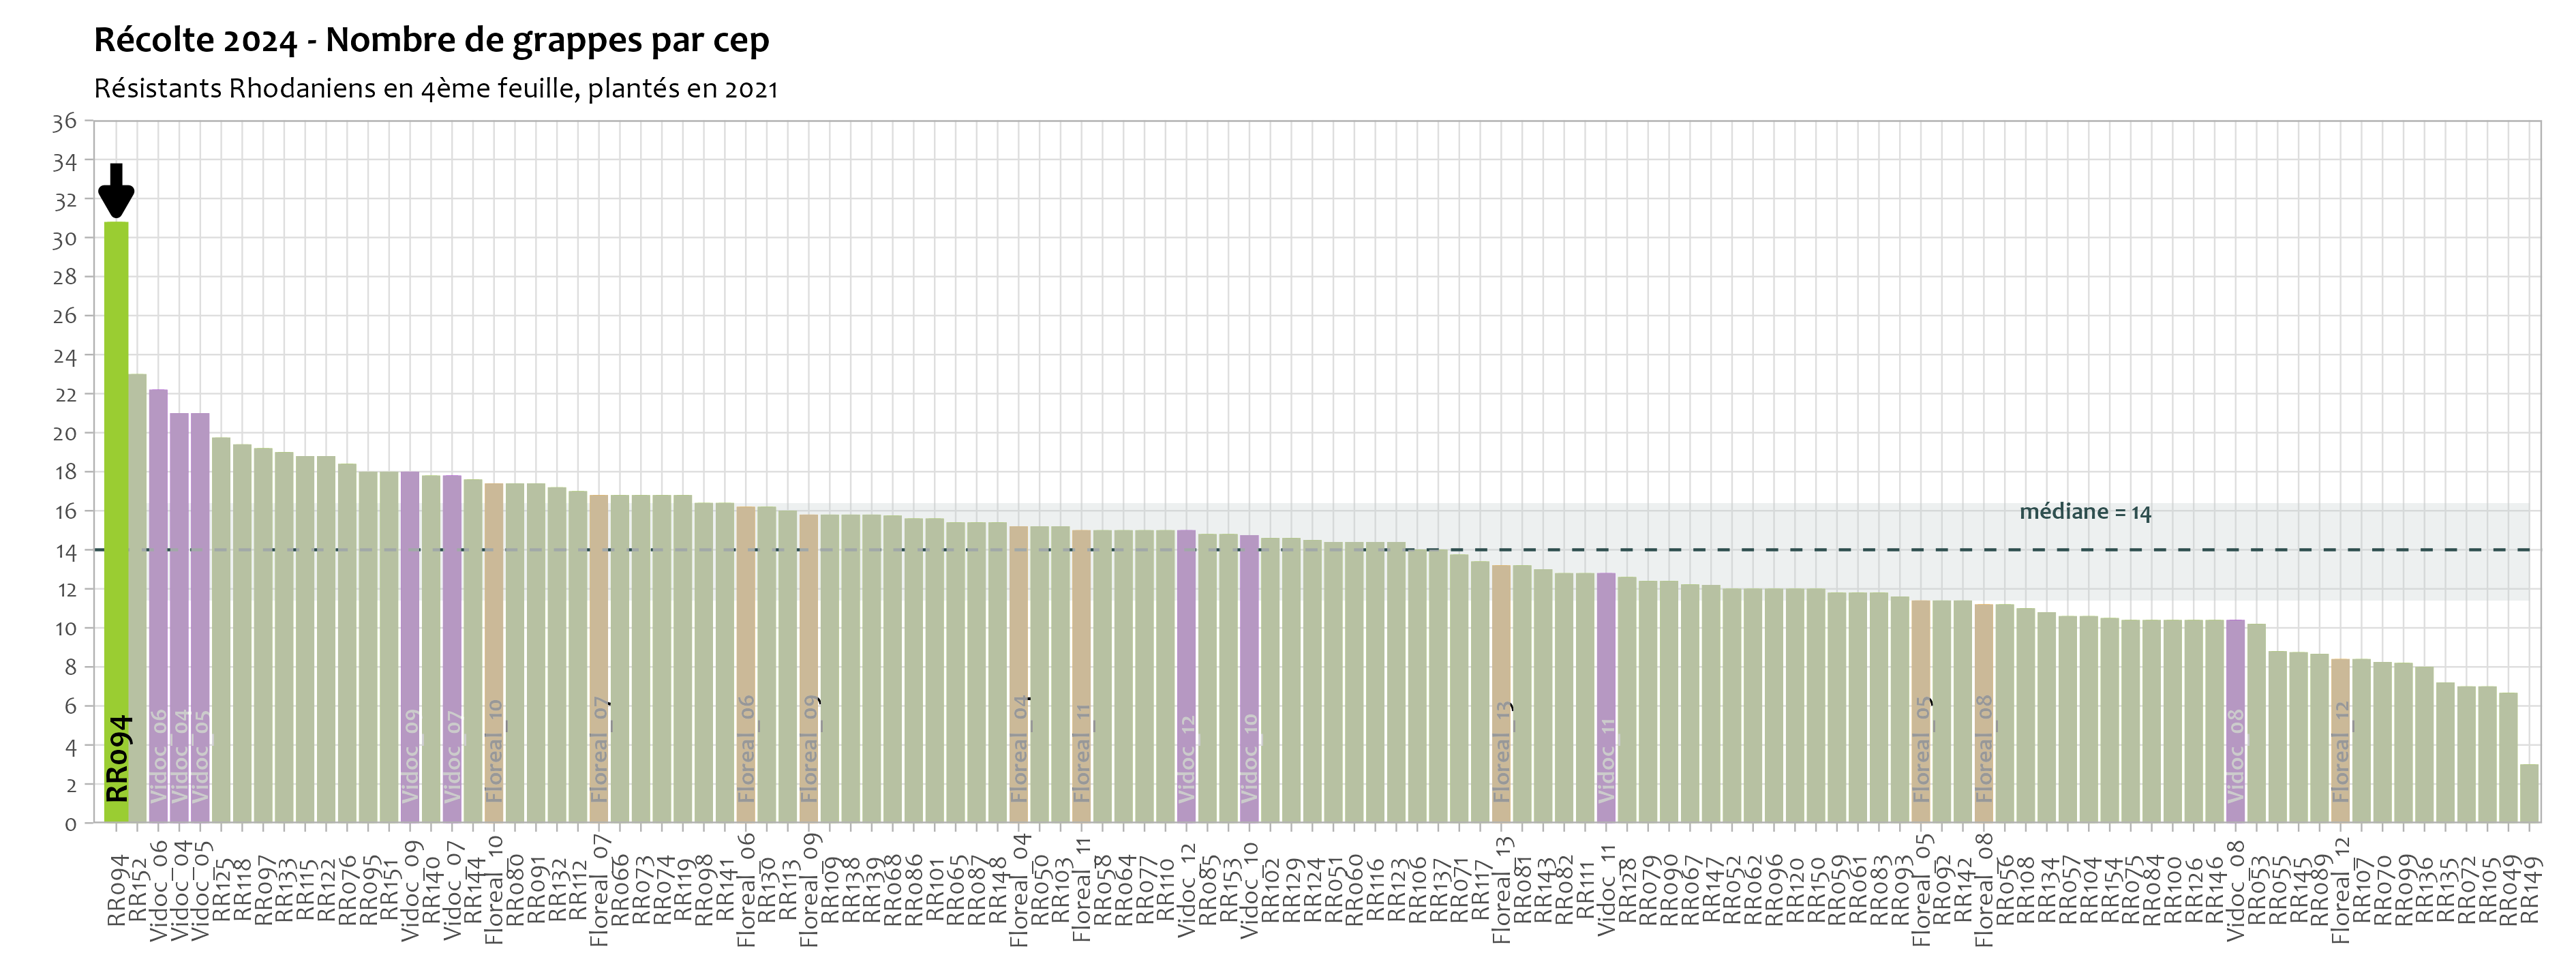 Récolte 2024 - Nombre de grappes par cep
Résistants Rhodaniens en 4ème feuille, plantés en 2021
36
34
32
30
28
26
24
22
20
18
16
14
12
10
8
6
4
2
0
médiane = 14
RR094
Vidoc_06
Vidoc_04
Vidoc_05
Vidoc_09
Vidoc_07
Floreal_10
Floreal_07
Floreal_06
Floreal_09
Floreal_04
Floreal_11
Vidoc_12
Vidoc_10
Floreal_13
Vidoc_11
Floreal_05
Floreal_08
Vidoc_08
Floreal_12
RR094
RR152
Vidoc_06
Vidoc_04
Vidoc_05
RR125
RR118
RR097
RR133
RR115
RR122
RR076
RR095
RR151
Vidoc_09
RR140
Vidoc_07
RR144
Floreal_10
RR080
RR091
RR132
RR112
Floreal_07
RR066
RR073
RR074
RR119
RR098
RR141
Floreal_06
RR130
RR113
Floreal_09
RR109
RR138
RR139
RR068
RR086
RR101
RR065
RR087
RR148
Floreal_04
RR050
RR103
Floreal_11
RR058
RR064
RR077
RR110
Vidoc_12
RR085
RR153
Vidoc_10
RR102
RR129
RR124
RR051
RR060
RR116
RR123
RR106
RR137
RR071
RR117
Floreal_13
RR081
RR143
RR082
RR111
Vidoc_11
RR128
RR079
RR090
RR067
RR147
RR052
RR062
RR096
RR120
RR150
RR059
RR061
RR083
RR093
Floreal_05
RR092
RR142
Floreal_08
RR056
RR108
RR134
RR057
RR104
RR154
RR075
RR084
RR100
RR126
RR146
Vidoc_08
RR053
RR055
RR145
RR089
Floreal_12
RR107
RR070
RR099
RR136
RR135
RR072
RR105
RR049
RR149